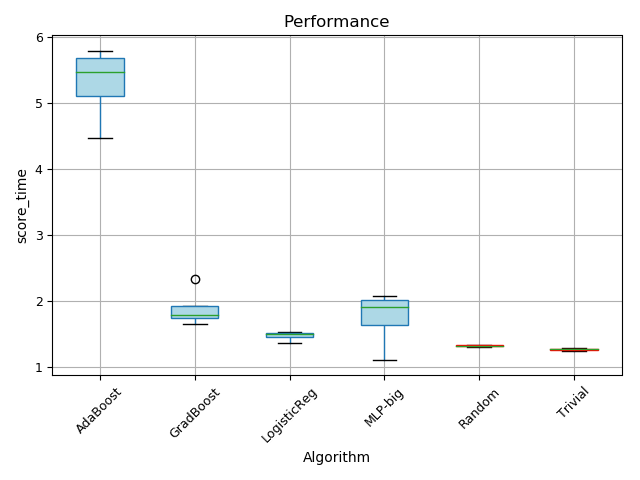 Performance
6
5
4
3
2
1
score_time
AdaBoost
GradBoost
LogisticReg
MLP-big
Random
Trivial
Algorithm